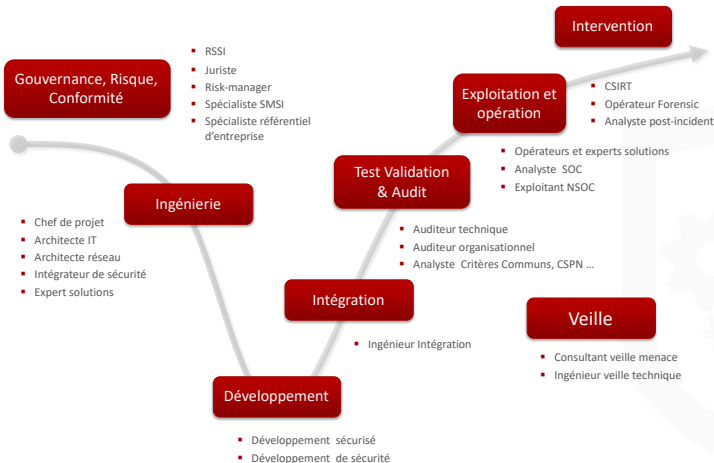 Gouvernance, Risque,
Conformité
RSSI
Juriste
Risk-manager
Spécialiste SMSI
Spécialiste référentiel
d'entreprise
Ingénierie
Chef de projet
Architecte IT
Architecte réseau
Intégrateur de sécurité
Expert solutions
Développement
Développement sécurisé
Développement de sécurité
Intégration
Ingénieur Intégration
Test Validation
& Audit
Auditeur technique
Auditeur organisationnel
Analyste Critères Communs, CSPN ...
Exploitation et
opération
Opérateurs et experts solutions
Analyste SOC
Exploitant NSOC
Intervention
CSIRT
Opérateur Forensic
Analyste post-incident
Veille
Consultant veille menace
Ingénieur veille technique